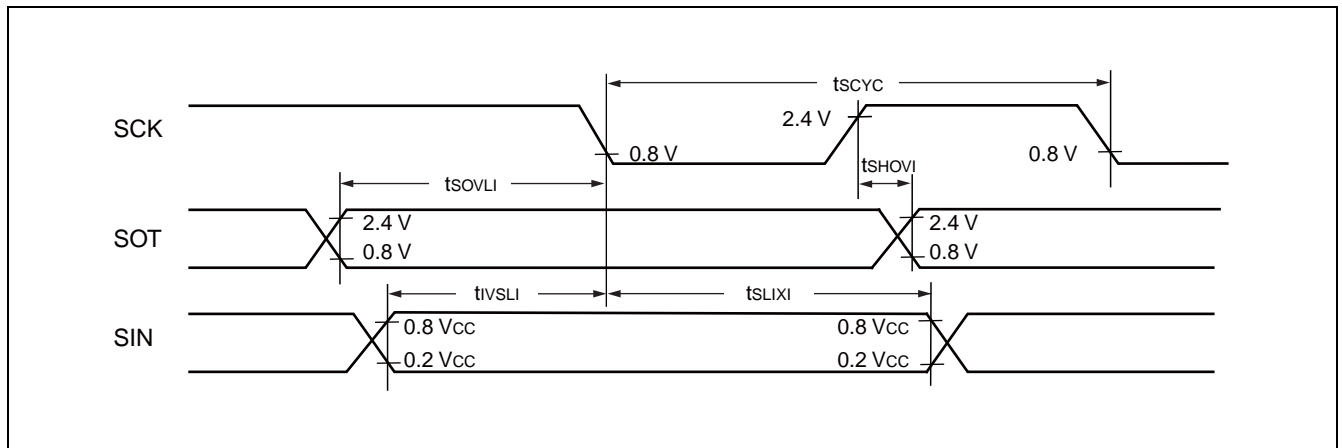 tSCYC
SCK
2.4 V
0.8 V
0.8 V
tSHOVI
tSOVLI
SOT
2.4 V
2.4 V
0.8 V
0.8 V
tIVSLI
tSLIXI
SIN
0.8 VCC
0.8 VCC
0.2 VCC
0.2 VCC